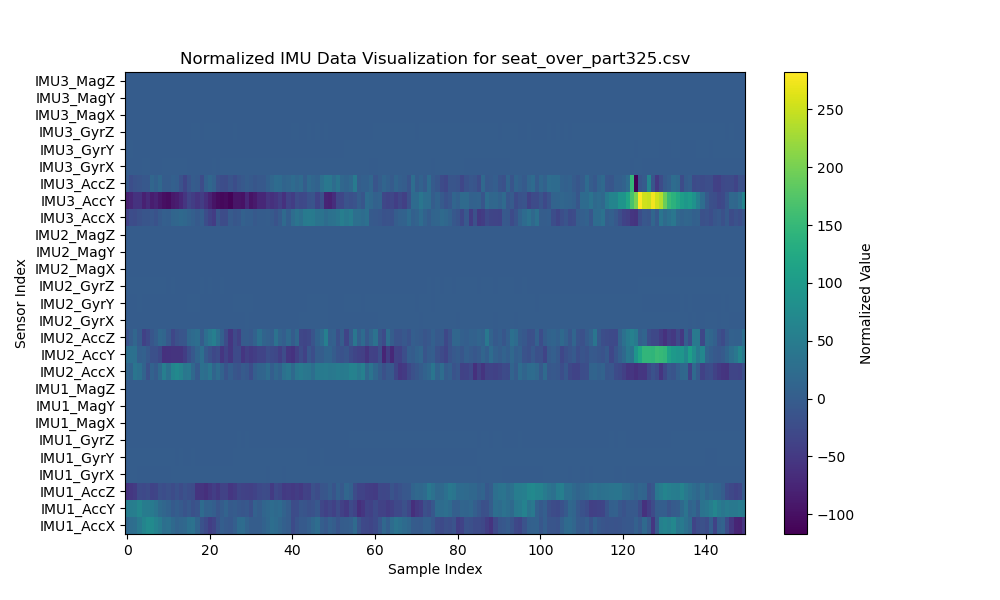 Normalized IMU Data Visualization for seat_over_part325.csv
IMU3_MagZ
IMU3_MagY
IMU3_MagX
IMU3_GyrZ
IMU3_GyrY
IMU3_GyrX
IMU3_AccZ
IMU3_AccY
IMU3_AccX
IMU2_MagZ
IMU2_MagY
IMU2_MagX
IMU2_GyrZ
IMU2_GyrY
IMU2_GyrX
IMU2_AccZ
IMU2_AccY
IMU2_AccX
IMU1_MagZ
IMU1_MagY
IMU1_MagX
IMU1_GyrZ
IMU1_GyrY
IMU1_GyrX
IMU1_AccZ
IMU1_AccY
IMU1_AccX
Sensor Index
0 20 40 60 80 100 120 140
Sample Index
250
200
150
100
50
0
−50
−100
Normalized Value